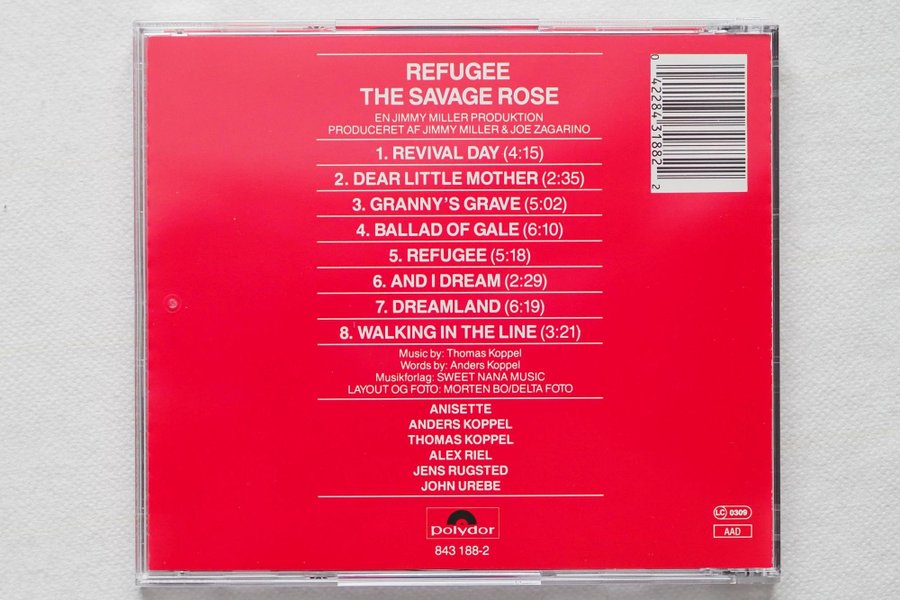 REFUGEE
THE SAVAGE ROSE
EN JIMMY MILLER PRODUKTION
PRODUCERET AF JIMMY MILLER & JOE ZAGARINO
1. REVIVAL DAY (4:15)
2. DEAR LITTLE MOTHER (2:35)
3. GRANNY'S GRAVE (5:02)
4. BALLAD OF GALE (6:10)
5. REFUGEE (5:18)
6. AND I DREAM (2:29)
7. DREAMLAND (6:19)
8. WALKING IN THE LINE (3:21)
Music by: Thomas Koppel
Words by: Anders Koppel
Musikforlag: SWEET NANA MUSIC
LAYOUT OG FOTO: MORTEN BO/DELTA FOTO
ANISETTE
ANDERS KOPPEL
THOMAS KOPPEL
ALEX RIEL
JENS RUGSTED
JOHN UREBE
polydor
843 188-2
0 42284 31882 2
LC 0309
AAD